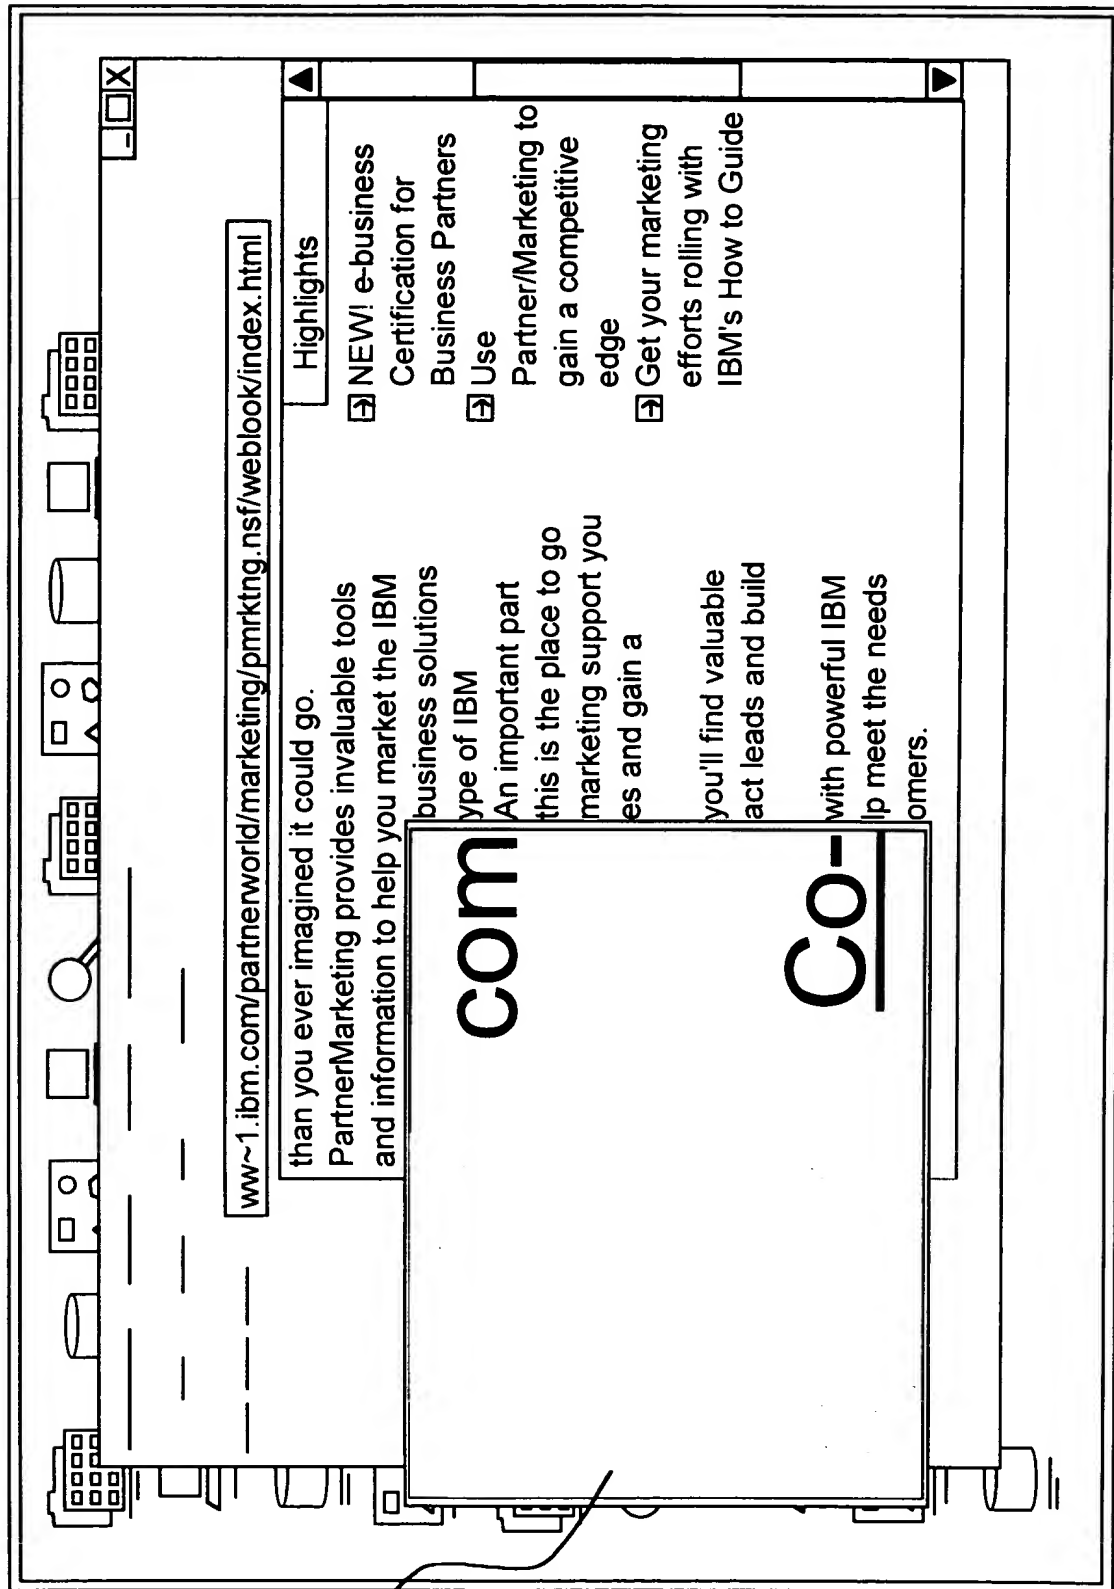 ww~1.ibm.com/partnerworld/marketing/pmrktng.nsf/weblook/index.html
than you ever imagined it could go.
PartnerMarketing provides invaluable tools
and information to help you market the IBM
business solutions
ype of IBM
An important part
this is the place to go
marketing support you
es and gain a
you'll find valuable
act leads and build
with powerful IBM
lp meet the needs
omers.
com
Co-
Highlights
NEW! e-business
Certification for
Business Partners
Use
Partner/Marketing to
gain a competitive
edge
Get your marketing
efforts rolling with
IBM's How to Guide